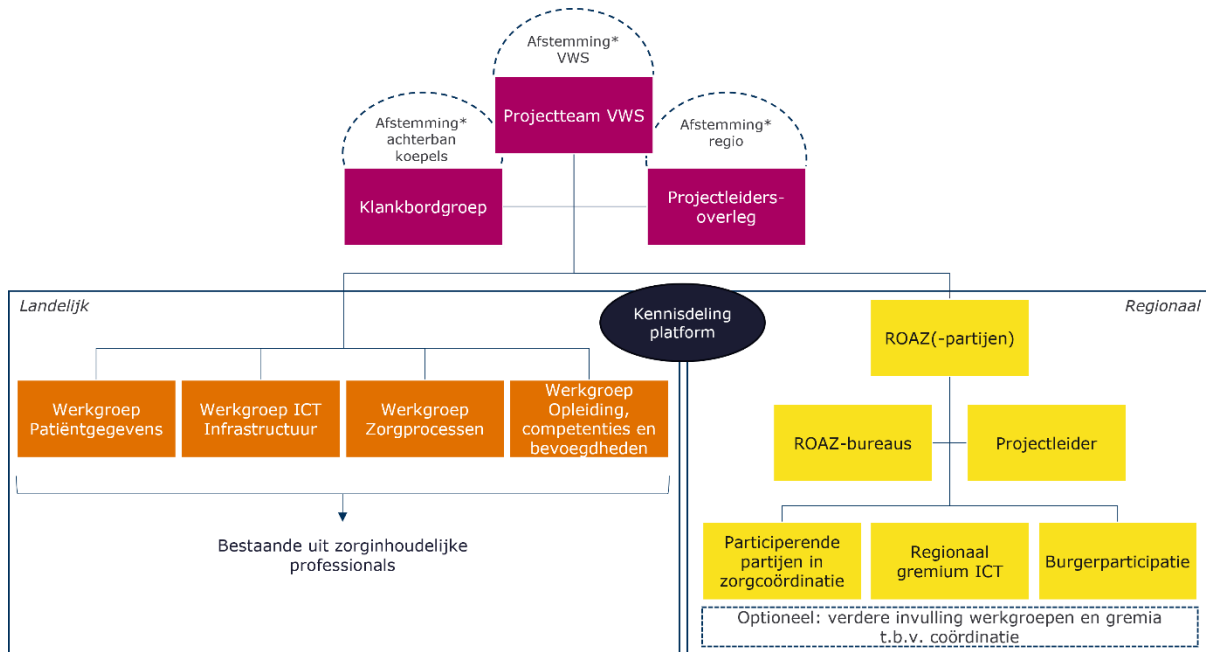 Afstemming*
VWS
Projectteam VWS
Afstemming*
achterban
koepels
Klankbordgroep
Afstemming*
regio
Projectleiders-
overleg
Landelijk
Kennisdeling
platform
Regionaal
Werkgroep
Patiëntgegevens
Werkgroep ICT
Infrastructuur
Werkgroep
Zorgprocessen
Werkgroep
Opleiding,
competenties en
bevoegdheden
Bestaande uit zorginhoudelijke
professionals
ROAZ(-partijen)
ROAZ-bureaus
Projectleider
Participerende
partijen in
zorgcoördinatie
Regionaal
gremium ICT
Burgerparticipatie
Optioneel: verdere invulling werkgroepen en gremia
t.b.v. coördinatie